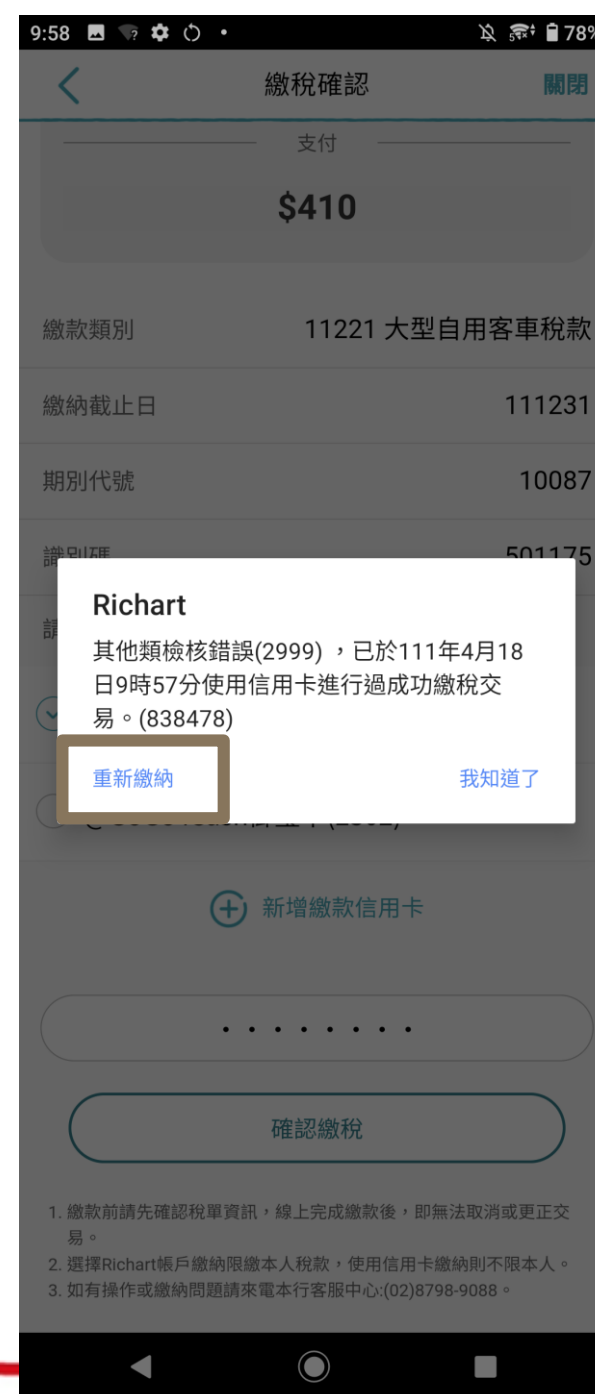 9:58
78%
繳稅確認
關閉
支付
$410
繳款類別
11221 大型自用客車稅款
繳納截止日
111231
期別代號
10087
識別碼
501175
Richart
其他類檢核錯誤(2999) ，已於111年4月18
日9時57分使用信用卡進行過成功繳稅交
易。(838478)
重新繳納
我知道了
新增繳款信用卡
確認繳稅
1. 繳款前請先確認稅單資訊，線上完成繳款後，即無法取消或更正交
易。
2. 選擇Richart帳戶繳納限繳本人稅款，使用信用卡繳納則不限本人。
3. 如有操作或繳納問題請來電本行客服中心:(02)8798-9088。